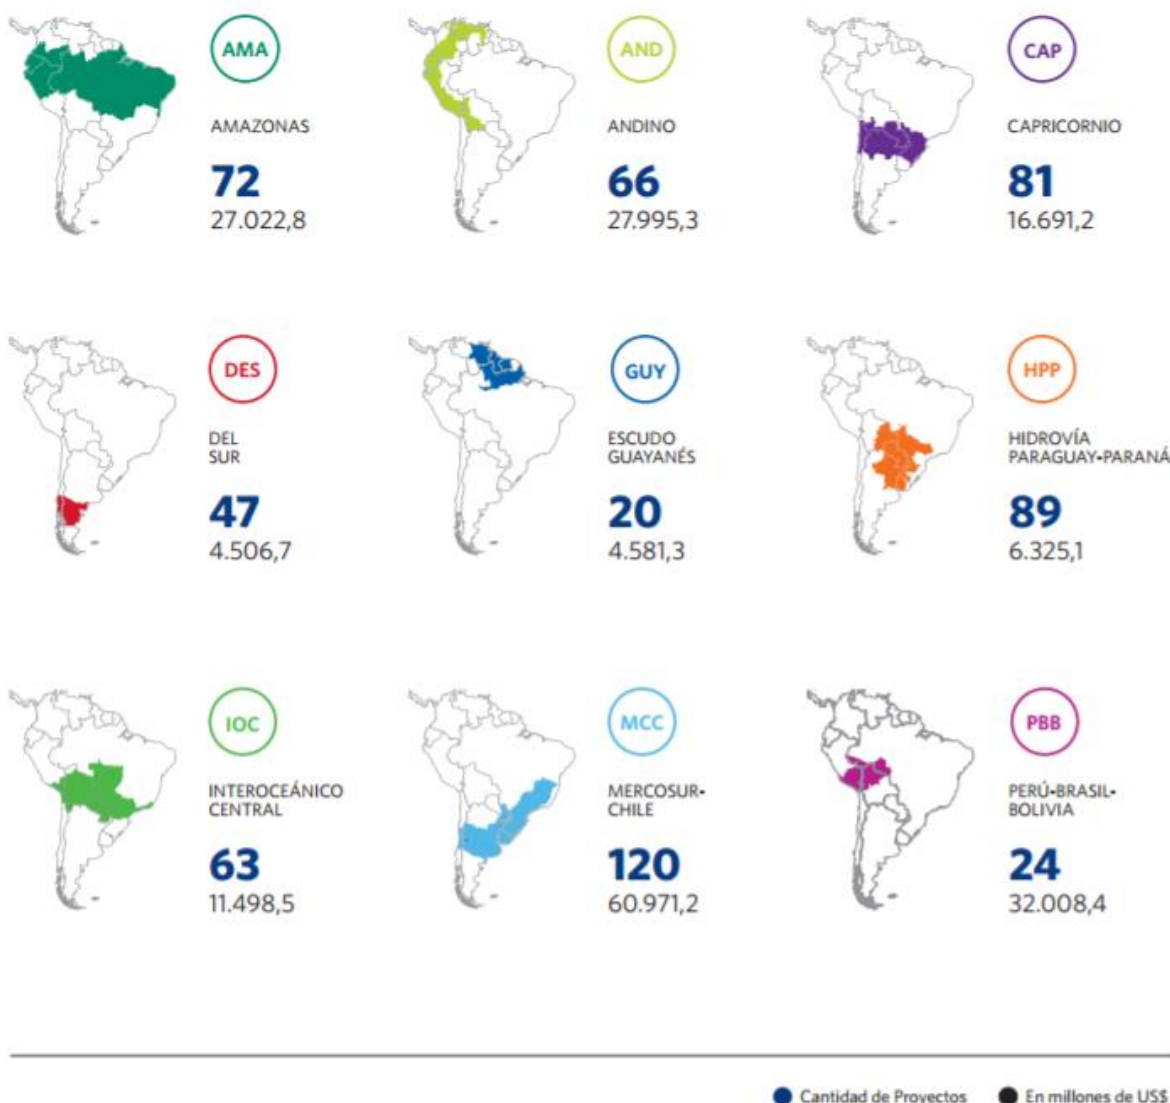 AMA
AMAZONAS
72
27.022,8
AND
ANDINO
66
27.995,3
CAP
CAPRICORNIO
81
16.691,2
DES
DEL
SUR
47
4.506,7
GUY
ESCUDO
GUAYANÉS
20
4.581,3
HPP
HIDROVÍA
PARAGUAY-PARANÁ
89
6.325,1
IOC
INTEROCEÁNICO
CENTRAL
63
11.498,5
MCC
MERCOSUR-
CHILE
120
60.971,2
PBB
PERÚ-BRASIL-
BOLIVIA
24
32.008,4
Cantidad de Proyectos
En millones de US$